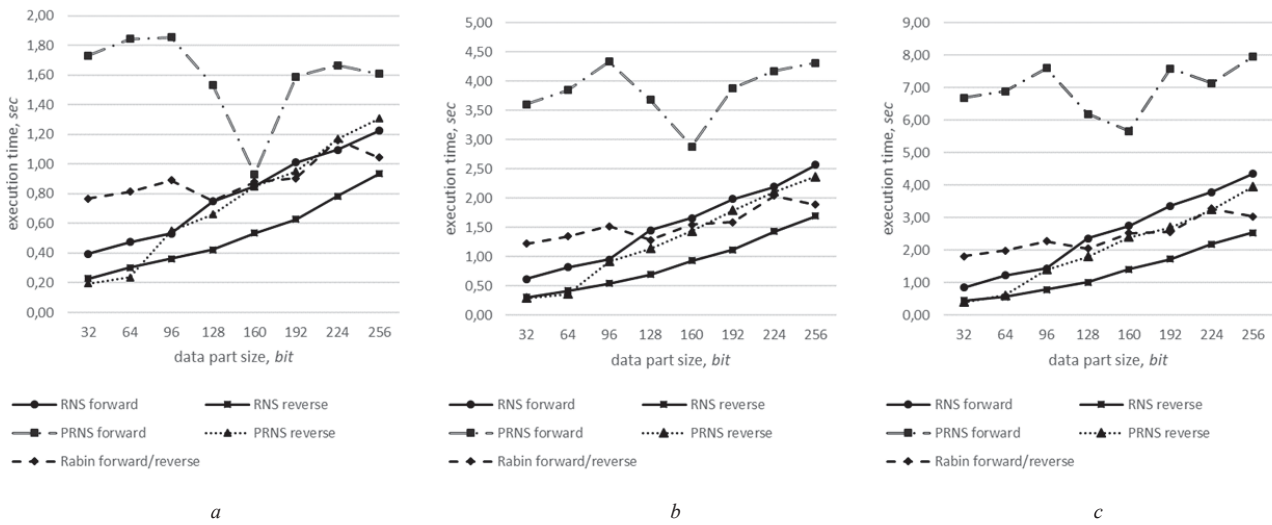 2,00
1,80
1,60
1,40
1,20
1,00
0,80
0,60
0,40
0,20
0,00
execution time, sec
32 64 96 128 160 192 224 256
data part size, bit
RNS forward RNS reverse
PRNS forward PRNS reverse
Rabin forward/reverse
a
5,00
4,50
4,00
3,50
3,00
2,50
2,00
1,50
1,00
0,50
0,00
execution time, sec
32 64 96 128 160 192 224 256
data part size, bit
RNS forward RNS reverse
PRNS forward PRNS reverse
Rabin forward/reverse
b
9,00
8,00
7,00
6,00
5,00
4,00
3,00
2,00
1,00
0,00
execution time, sec
32 64 96 128 160 192 224 256
data part size, bit
RNS forward RNS reverse
PRNS forward PRNS reverse
Rabin forward/reverse
c